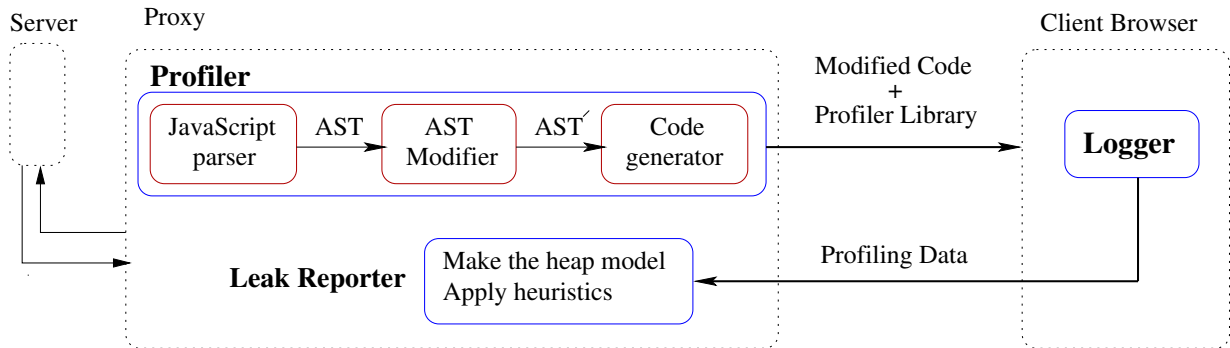 Server
Proxy
Client Browser
Profiler
JavaScript
parser
AST
AST
Modifier
AST′
Code
generator
Modified Code
+
Profiler Library
Logger
Leak Reporter
Make the heap model
Apply heuristics
Profiling Data